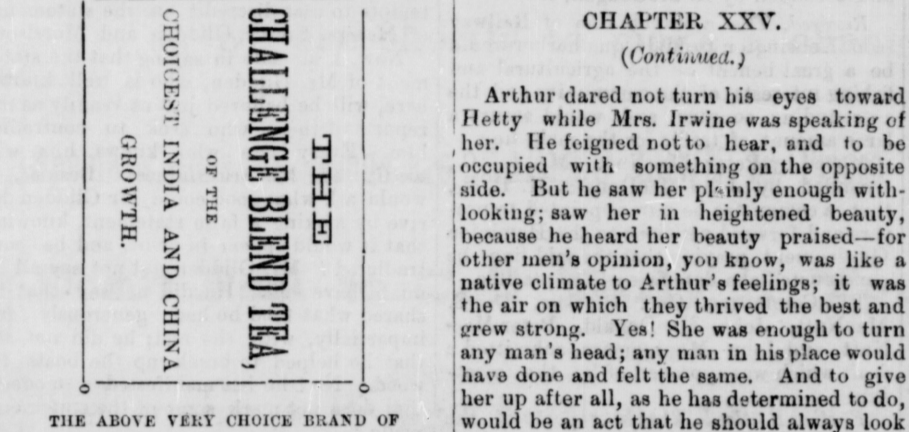 THE
CHALLENGE BLEND TEA,
OF THE
CHOICEST INDIA AND CHINA
GROWTH.
THE ABOVE VERY CHOICE BRAND OF
CHAPTER XXV.
(Continued.)
Arthur dared not turn his eyes toward
Hetty while Mrs. Irwine was speaking of
her. He feigned not to hear, and to be
occupied with something on the opposite
side. But he saw her plainly enough with-
looking; saw her in heightened beauty,
because he heard her beauty praised—for
other men's opinion, you know, was like a
native climate to Arthur's feelings; it was
the air on which they thrived the best and
grew strong. Yes! She was enough to turn
any man's head; any man in his place would
have done and felt the same. And to give
her up after all, as he has determined to do,
would be an act that he should always look